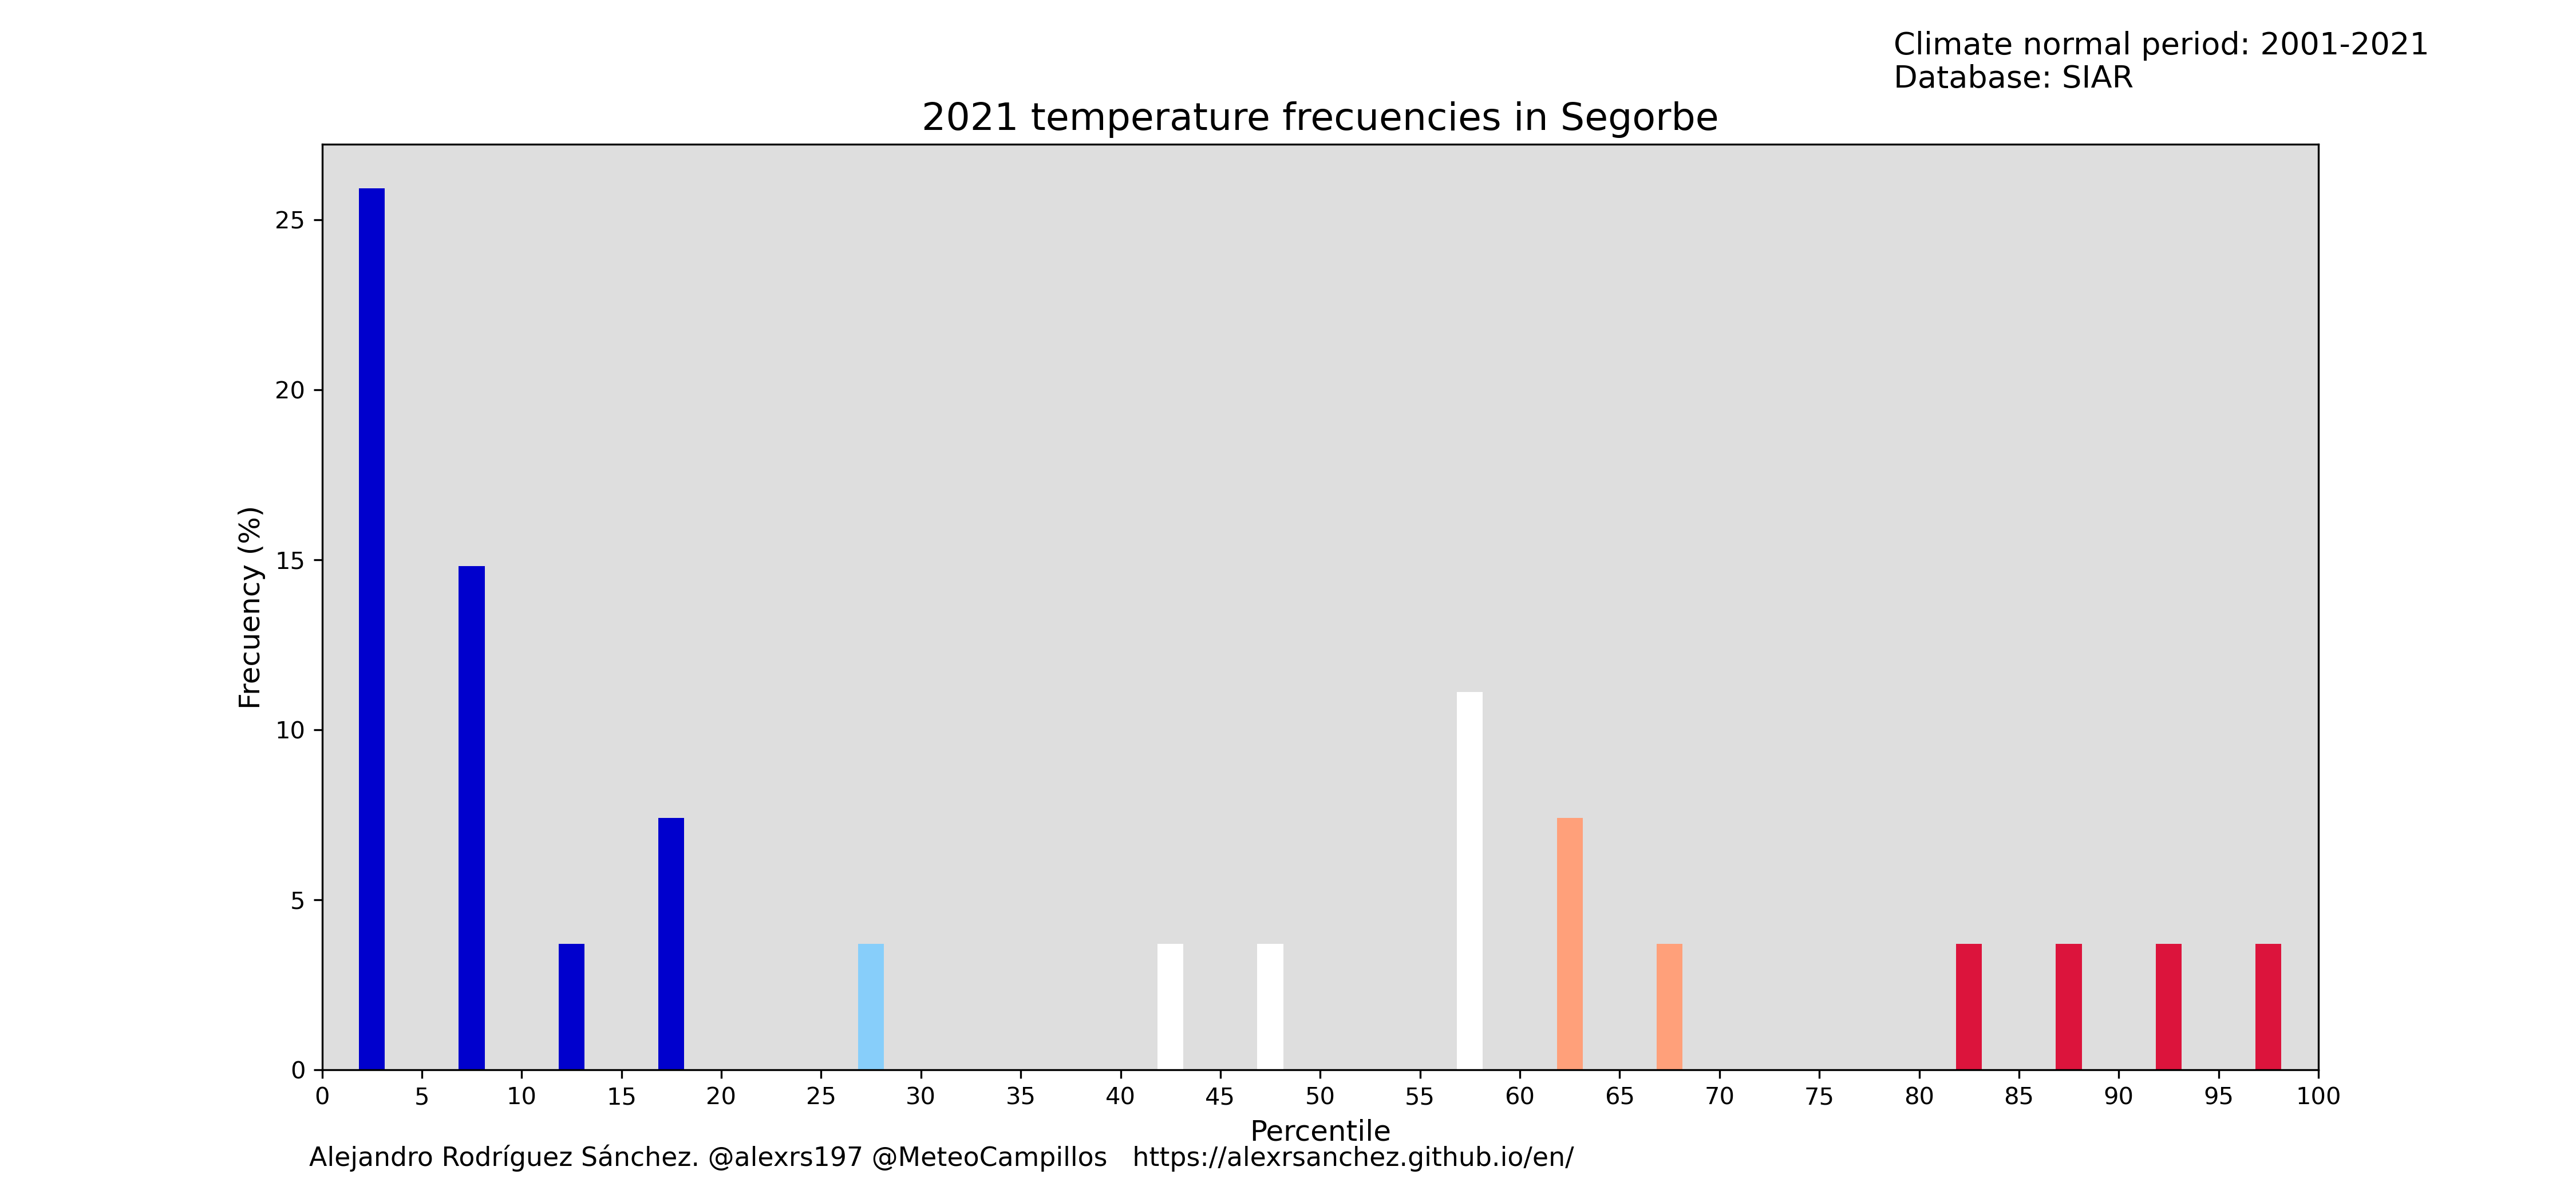 Climate normal period: 2001-2021
Database: SIAR
2021 temperature frecuencies in Segorbe
25
20
15
10
5
0
Frecuency (%)
0 5 10 15 20 25 30 35 40 45 50 55 60 65 70 75 80 85 90 95 100
Percentile
Alejandro Rodríguez Sánchez. @alexrs197 @MeteoCampillos https://alexrsanchez.github.io/en/